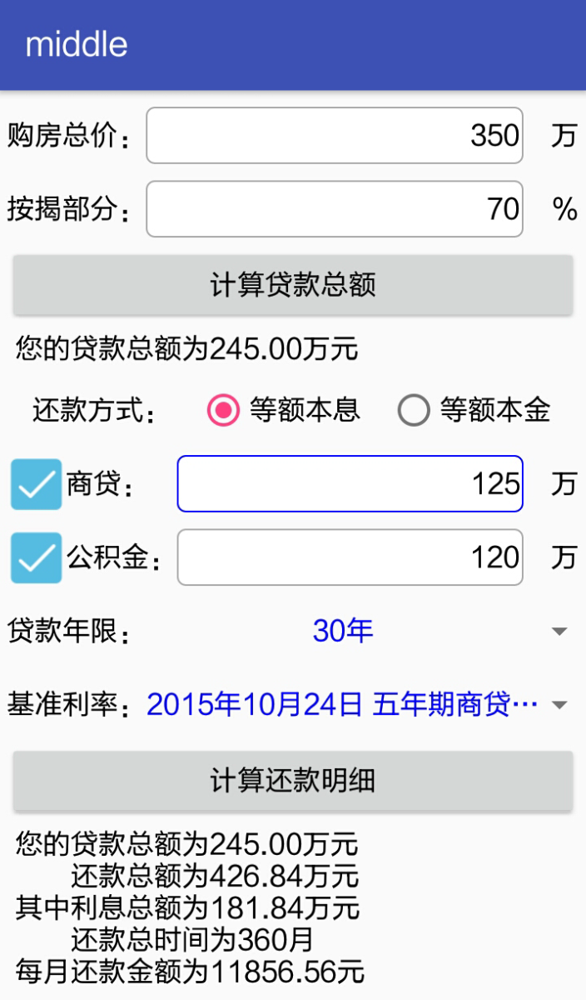 middle
购房总价： 350 万
按揭部分： 70 %
计算贷款总额
您的贷款总额为245.00万元
还款方式： 等额本息 等额本金
商贷： 125 万
公积金： 120 万
贷款年限： 30年
基准利率： 2015年10月24日 五年期商贷…
计算还款明细
您的贷款总额为245.00万元
还款总额为426.84万元
其中利息总额为181.84万元
还款总时间为360月
每月还款金额为11856.56元